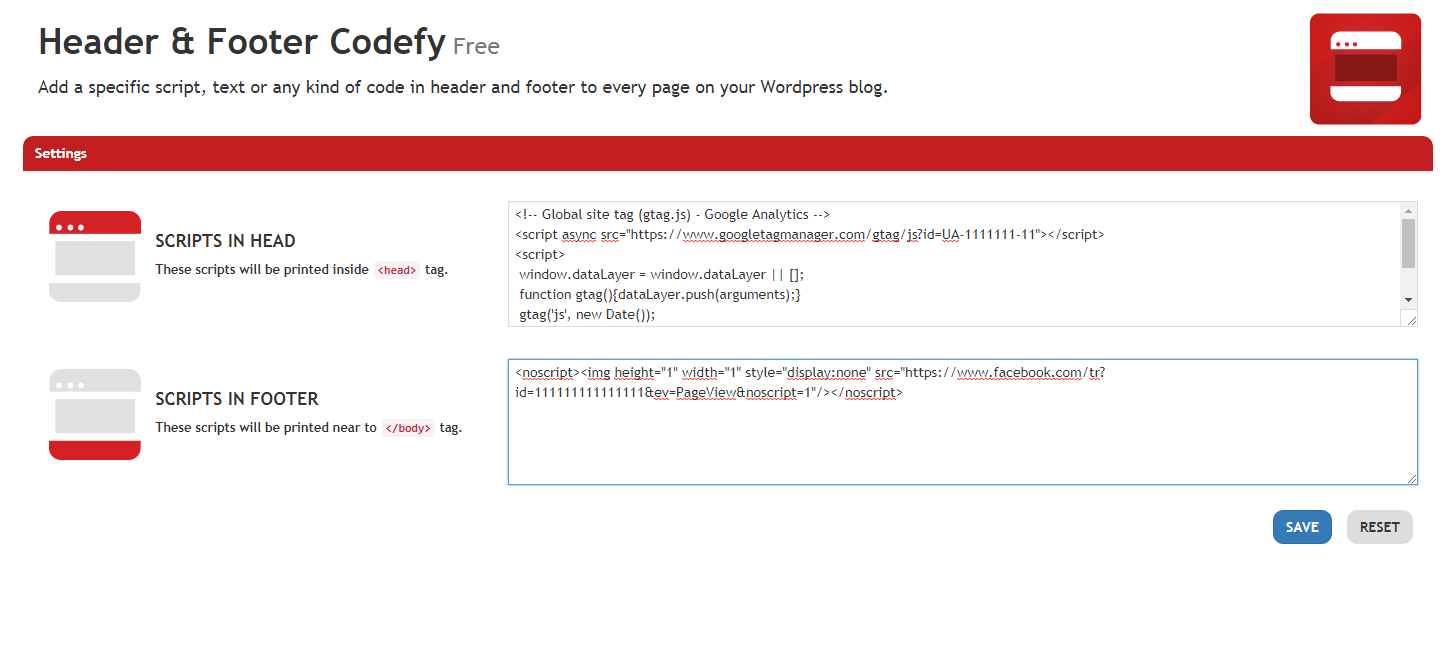 Header & Footer Codefy Free
Add a specific script, text or any kind of code in header and footer to every page on your Wordpress blog.
Settings
SCRIPTS IN HEAD
These scripts will be printed inside <head> tag.
<!-- Global site tag (gtag.js) - Google Analytics -->
<script async src="https://www.googletagmanager.com/gtag/js?id=UA-1111111-11"></script>
<script>
window.dataLayer = window.dataLayer || [];
function gtag(){dataLayer.push(arguments);}
gtag('js', new Date());
SCRIPTS IN FOOTER
These scripts will be printed near to </body> tag.
<noscript><img height="1" width="1" style="display:none" src="https://www.facebook.com/tr?
id=111111111111111&ev=PageView&noscript=1"/></noscript>
SAVE
RESET